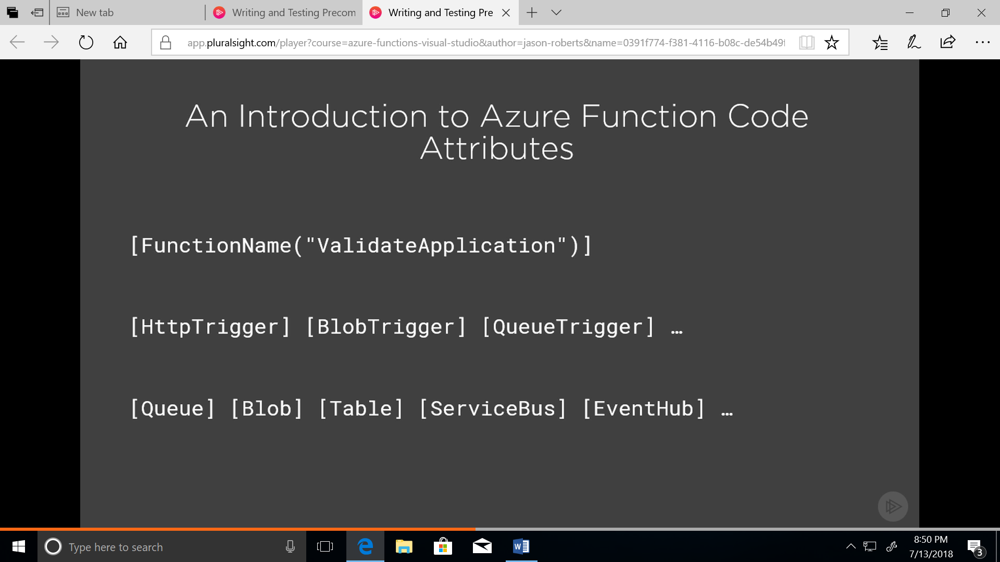 New tab
Writing and Testing Precom
Writing and Testing Pre
app.pluralsight.com/player?course=azure-functions-visual-studio&author=jason-roberts&name=0391f774-f381-4116-b08c-de54b49f
An Introduction to Azure Function Code
Attributes
[FunctionName("ValidateApplication")]
[HttpTrigger] [BlobTrigger] [QueueTrigger] …
[Queue] [Blob] [Table] [ServiceBus] [EventHub] …
Type here to search
8:50 PM
7/13/2018
3